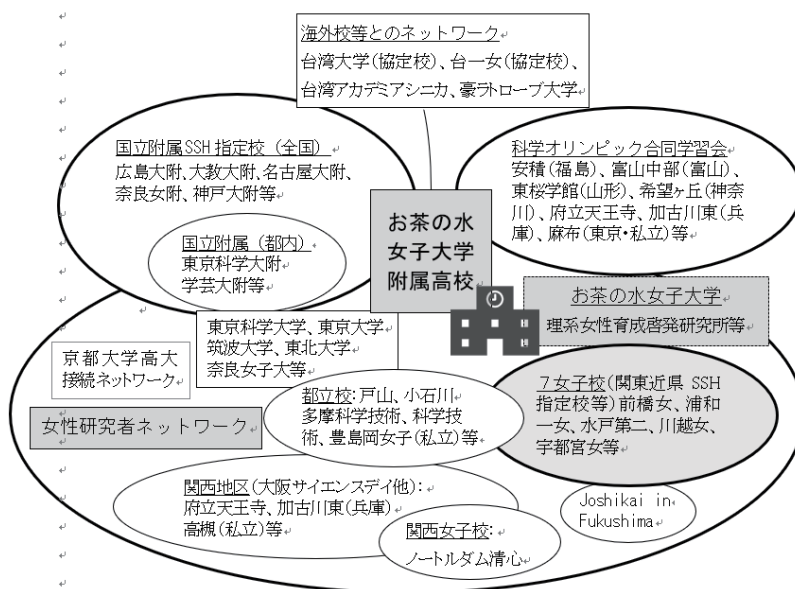 海外校等とのネットワーク
台湾大学(協定校)、台一女(協定校)、
台湾アカデミアシニカ、豪ラトローブ大学
国立附属SSH指定校（全国）
広島大附、大教大附、名古屋大附、
奈良女附、神戸大附等
科学オリンピック合同学習会
安積(福島)、富山中部(富山)、
東桜学館(山形)、希望ヶ丘(神奈
川)、府立天王寺、加古川東(兵
庫)、麻布(東京・私立)等
お茶の水
女子大学
附属高校
国立附属（都内）
東京科学大附
学芸大附等
お茶の水女子大学
理系女性育成啓発研究所等
東京科学大学、東京大学
筑波大学、東北大学
奈良女子大等
京都大学高大
接続ネットワーク
都立校:戸山、小石川
多摩科学技術、科学技
術、豊島岡女子(私立)等
７女子校(関東近県 SSH
指定校等)前橋女、浦和
一女、水戸第二、川越女、
宇都宮女等
女性研究者ネットワーク
関西地区(大阪サイエンスデイ他):
府立天王寺、加古川東(兵庫)
高槻(私立)等
関西女子校:
ノートルダム清心
Joshikai in
Fukushima